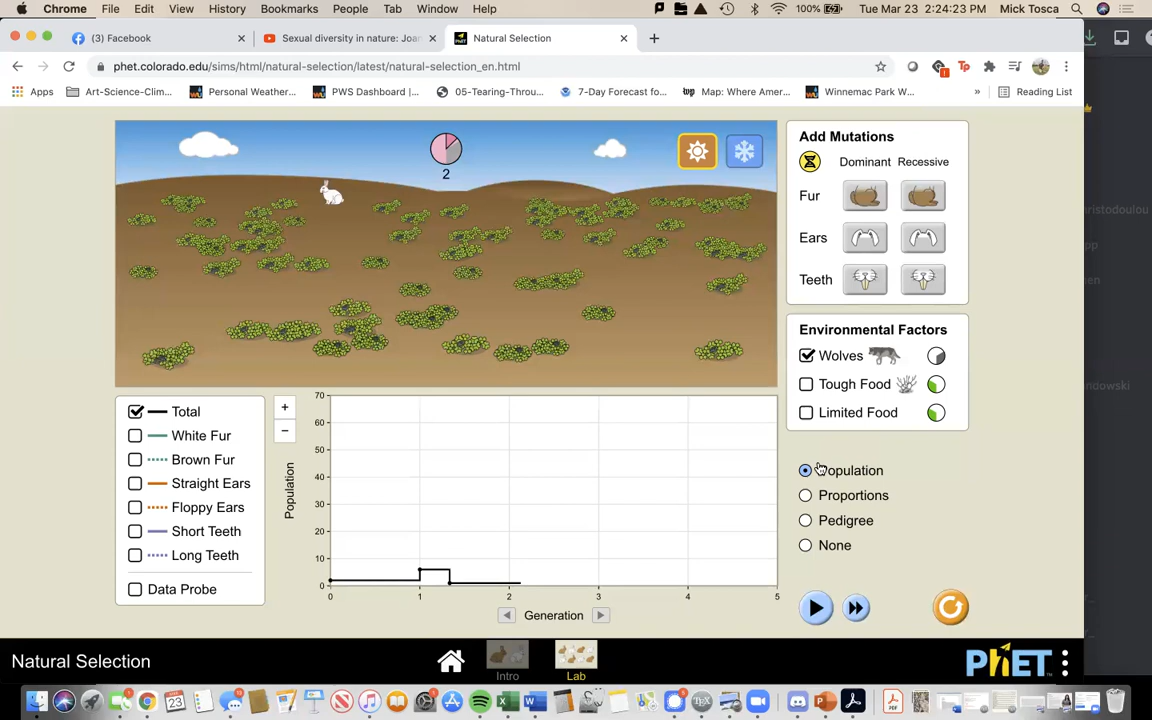 Chrome File Edit View History Bookmarks People Tab Window Help 100% Tue Mar 23 2:24:23 PM Mick Tosca
(3) Facebook
Sexual diversity in nature: Joan
Natural Selection
phet.colorado.edu/sims/html/natural-selection/latest/natural-selection_en.html
Apps Art-Science-Clim... Personal Weather... PWS Dashboard |... 05-Tearing-Throu... 7-Day Forecast fo... Map: Where Amer... Winnemac Park W... » Reading List
2
Add Mutations
Dominant Recessive
Fur
Ears
Teeth
Environmental Factors
Wolves
Tough Food
Limited Food
Total
White Fur
Brown Fur
Straight Ears
Floppy Ears
Short Teeth
Long Teeth
Data Probe
+
−
Population
70
60
50
40
30
20
10
0
0 1 2 3 4 5
Generation
Population
Proportions
Pedigree
None
Natural Selection
Intro
Lab
PhET
christodoulou
ndowski